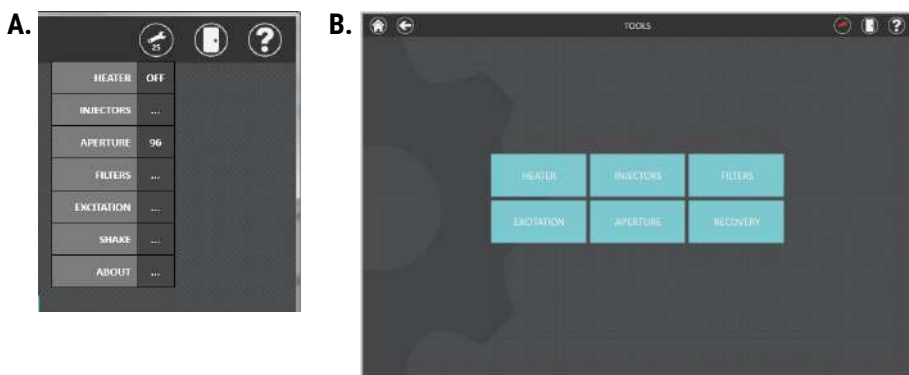 A.
25
?
HEATER OFF
INJECTORS ...
APERTURE 96
FILTERS ...
EXCITATION ...
SHAKE ...
ABOUT ...
B.
TOOLS
?
HEATER INJECTORS FILTERS
EXCITATION APERTURE RECOVERY